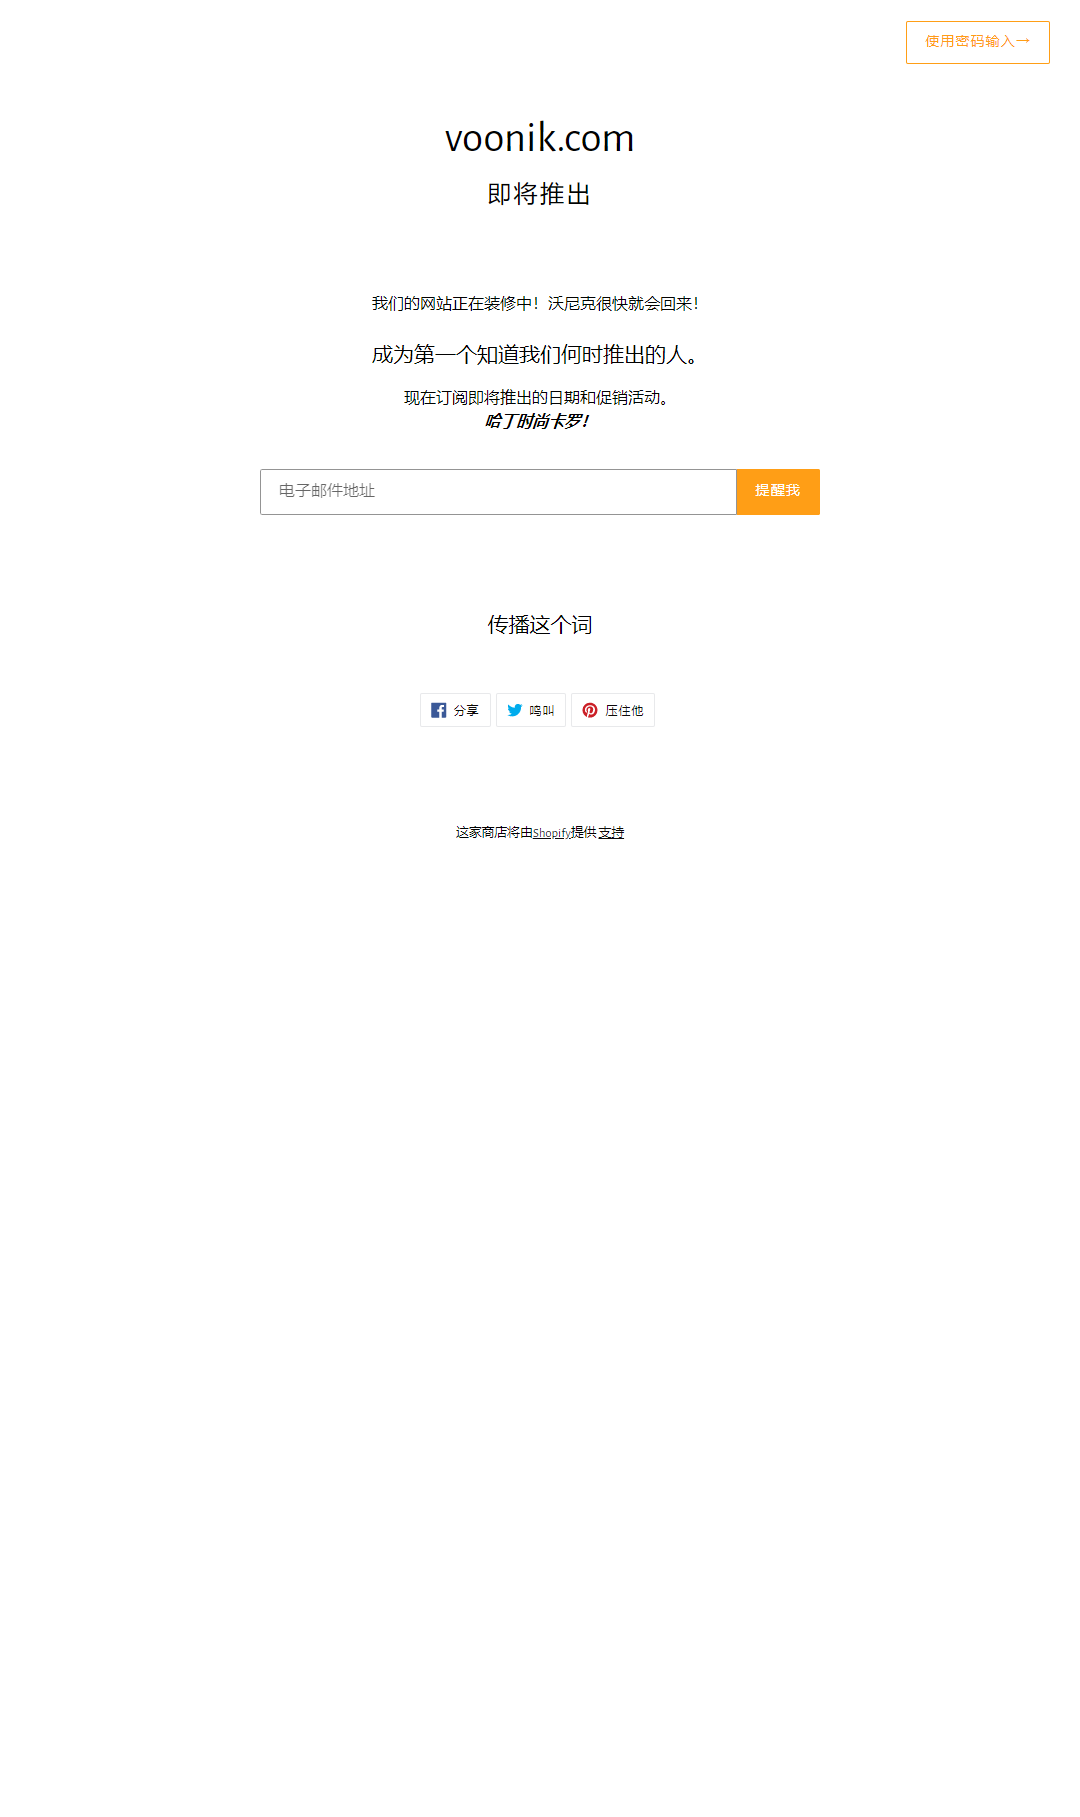 使用密码输入→
voonik.com
即将推出
我们的网站正在装修中！沃尼克很快就会回来！
成为第一个知道我们何时推出的人。
现在订阅即将推出的日期和促销活动。
哈丁时尚卡罗！
电子邮件地址
提醒我
传播这个词
分享
鸣叫
压住他
这家商店将由Shopify提供支持